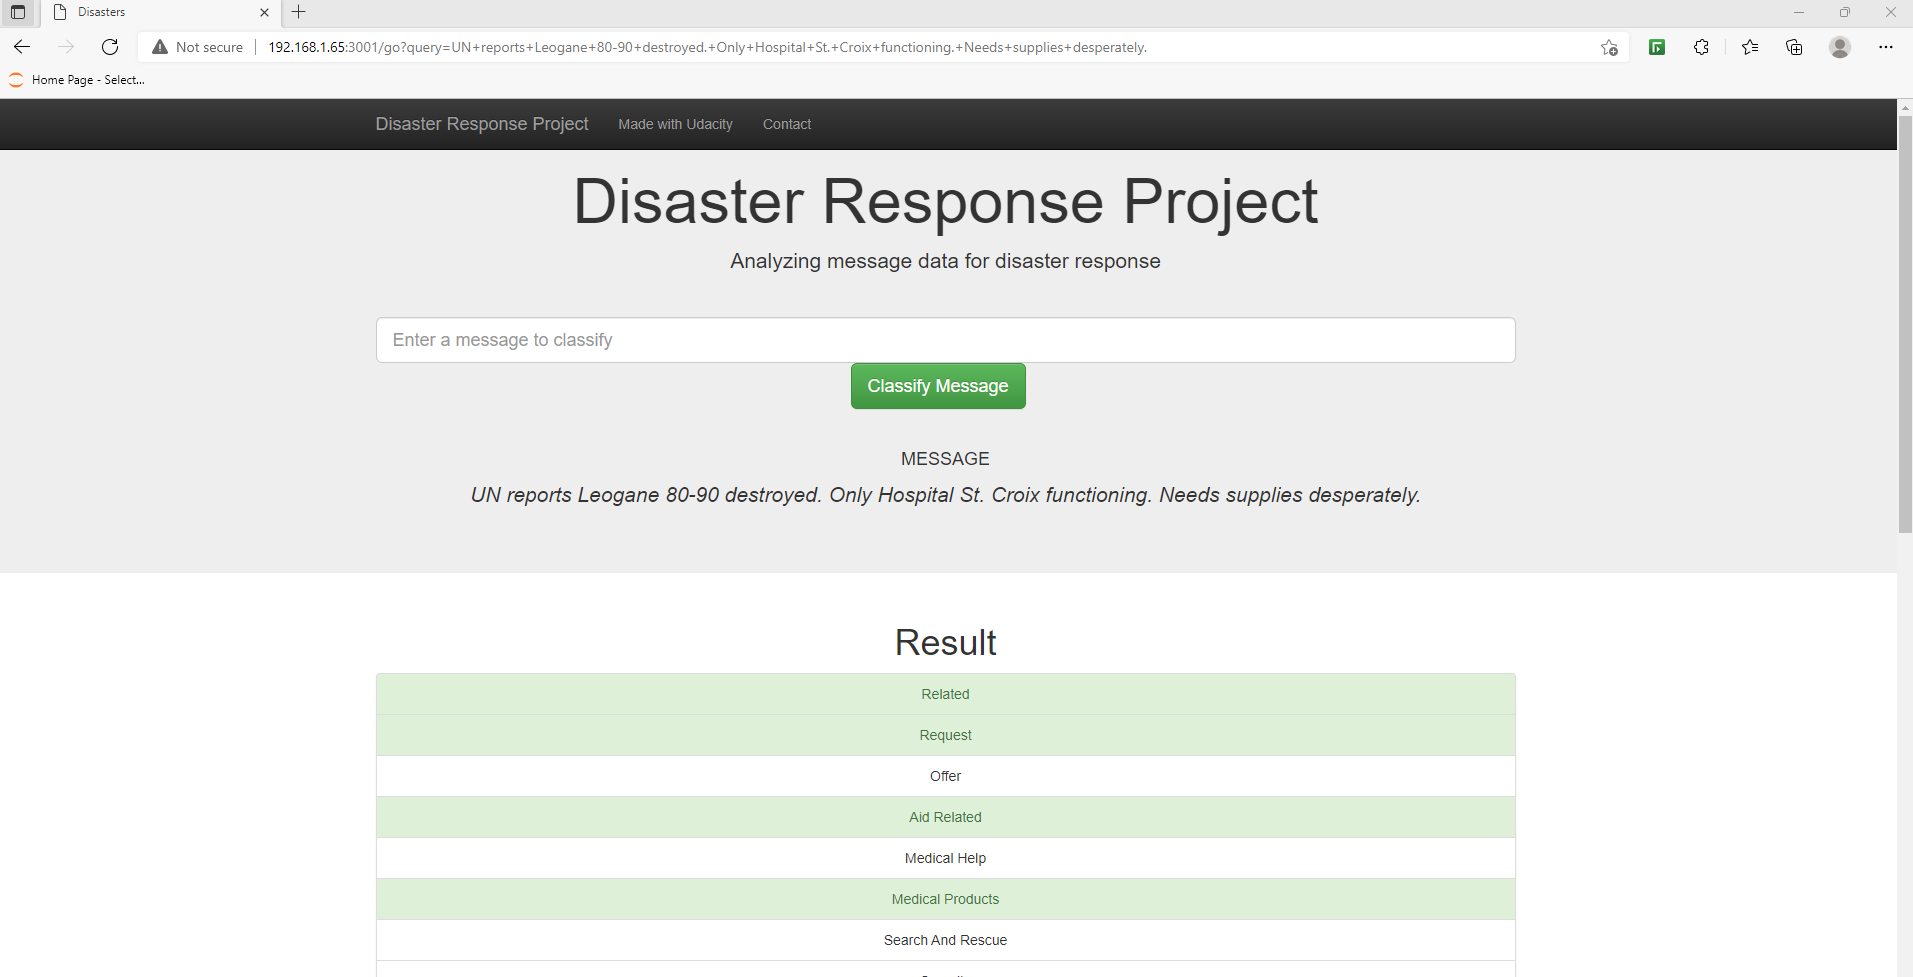 Disasters
Not secure
192.168.1.65:3001/go?query=UN+reports+Leogane+80-90+destroyed.+Only+Hospital+St.+Croix+functioning.+Needs+supplies+desperately.
Home Page - Select...
Disaster Response Project Made with Udacity Contact
Disaster Response Project
Analyzing message data for disaster response
Enter a message to classify
Classify Message
MESSAGE
UN reports Leogane 80-90 destroyed. Only Hospital St. Croix functioning. Needs supplies desperately.
Result
Related
Request
Offer
Aid Related
Medical Help
Medical Products
Search And Rescue